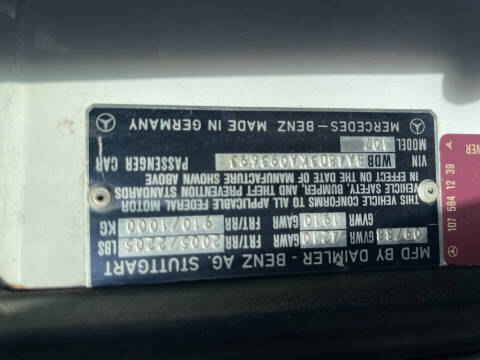 MFD BY DAIMLER - BENZ AG. STUTTGART
09/88 GVWR 4210 GAWR FRT/RR 2005/2205 LBS
GVWR 1910 GAWR FRT/RR 910/1000 KG
THIS VEHICLE CONFORMS TO ALL APPLICABLE FEDERAL MOTOR
VEHICLE SAFETY, BUMPER, AND THEFT PREVENTION STANDARDS
IN EFFECT ON THE DATE OF MANUFACTURE SHOWN ABOVE
VIN WDB PASSENGER CAR
MODEL 107
MERCEDES-BENZ MADE IN GERMANY
107 584 12 39
VER